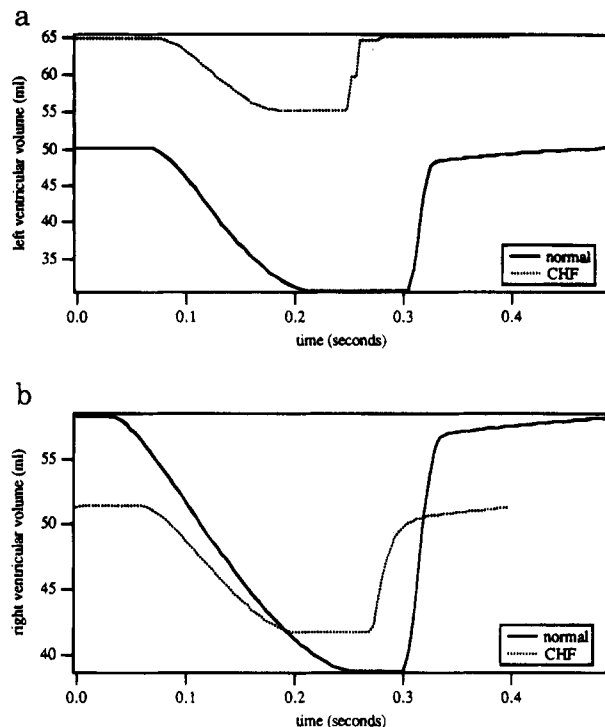 a
left ventricular volume (ml)
65
60
55
50
45
40
35
normal
CHF
0.0
0.1
0.2
0.3
0.4
time (seconds)
b
right ventricular volume (ml)
55
50
45
40
normal
CHF
0.0
0.1
0.2
0.3
0.4
time (seconds)